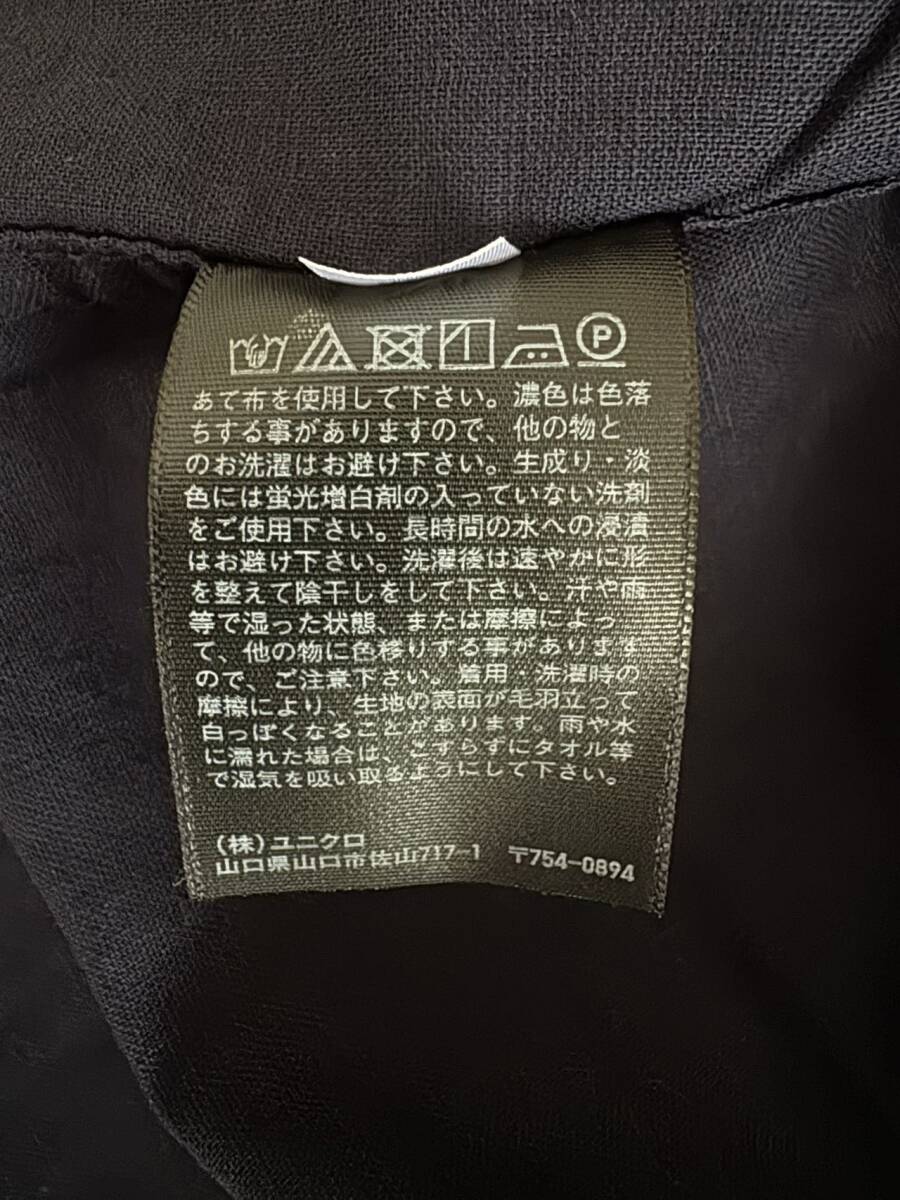 P
あて布を使用して下さい。濃色は色落
ちする事がありますので、他の物と
のお洗濯はお避け下さい。生成り・淡
色には蛍光増白剤の入っていない洗剤
をご使用下さい。長時間の水への浸漬
はお避け下さい。洗濯後は速やかに形
を整えて陰干しをして下さい。汗や雨
等で湿った状態、または摩擦によっ
て、他の物に色移りする事があります
ので、ご注意下さい。着用・洗濯時の
摩擦により、生地の表面が毛羽立って
白っぽくなることがあります。雨や水
に濡れた場合は、こすらずにタオル等
で湿気を吸い取るようにして下さい。
(株)ユニクロ
山口県山口市佐山717-1 〒754-0894